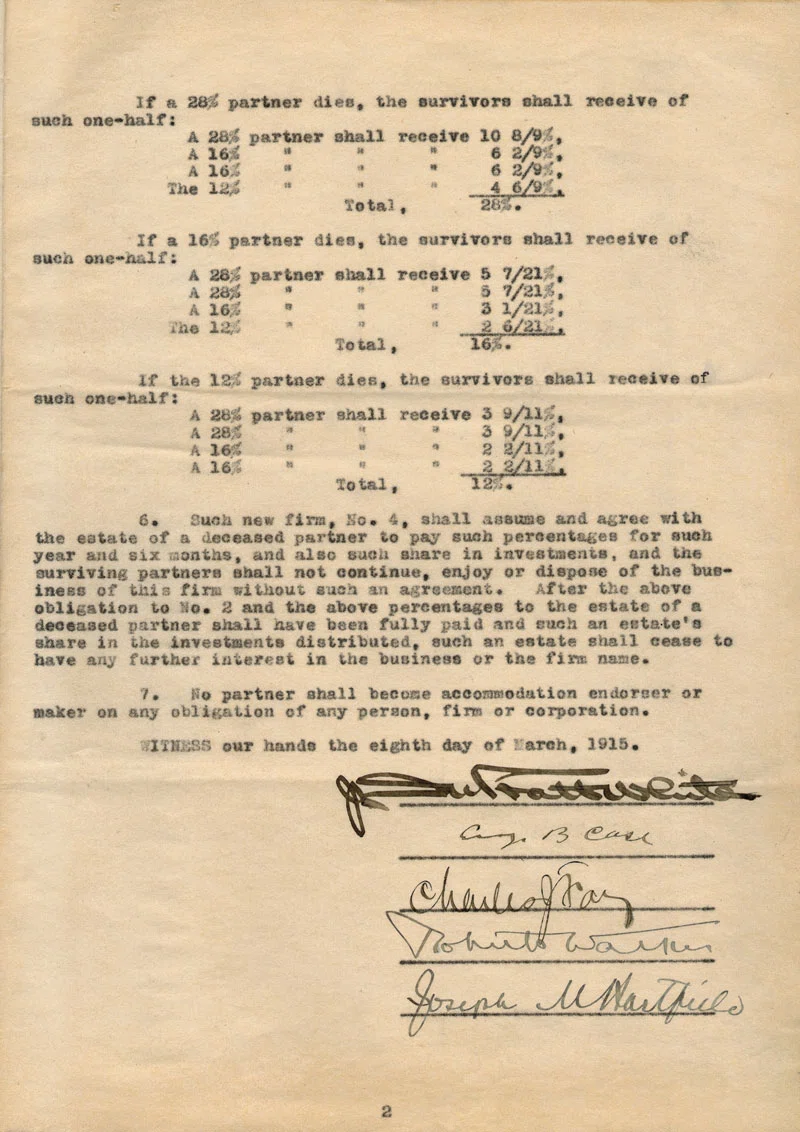 If a 28% partner dies, the survivors shall receive of
such one-half:
A 28% partner shall receive 10 8/9%,
A 16% " " " 6 2/9%,
A 16% " " " 6 2/9%,
The 12% " " " 4 6/9%,
Total, 28%.
If a 16% partner dies, the survivors shall receive of
such one-half:
A 28% partner shall receive 5 7/21%,
A 28% " " " 5 7/21%,
A 16% " " " 3 1/21%,
The 12% " " " 2 6/21%,
Total, 16%.
If the 12% partner dies, the survivors shall receive of
such one-half:
A 28% partner shall receive 3 9/11%,
A 28% " " " 3 9/11%,
A 16% " " " 2 2/11%,
A 16% " " " 2 2/11%,
Total, 12%.
6. Such new firm, No. 4, shall assume and agree with
the estate of a deceased partner to pay such percentages for such
year and six months, and also such share in investments, and the
surviving partners shall not continue, enjoy or dispose of the bus-
iness of this firm without such an agreement. After the above
obligation to No. 2 and the above percentages to the estate of a
deceased partner shall have been fully paid and such an estate's
share in the investments distributed, such an estate shall cease to
have any further interest in the business or the firm name.
7. No partner shall become accommodation endorser or
maker on any obligation of any person, firm or corporation.
WITNESS our hands the eighth day of March, 1915.
J DuPratt White
B Case
Charles J Fay
Roberts Walker
Joseph M Hartfield
2